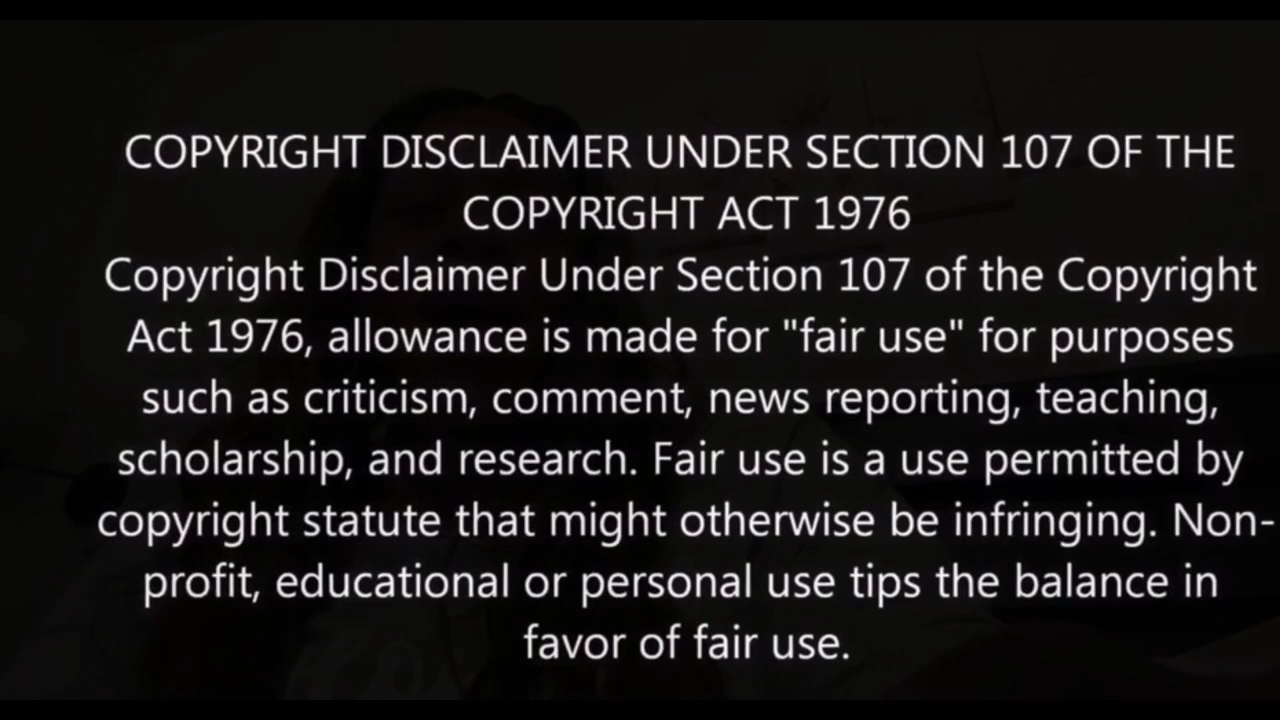 COPYRIGHT DISCLAIMER UNDER SECTION 107 OF THE
COPYRIGHT ACT 1976
Copyright Disclaimer Under Section 107 of the Copyright
Act 1976, allowance is made for "fair use" for purposes
such as criticism, comment, news reporting, teaching,
scholarship, and research. Fair use is a use permitted by
copyright statute that might otherwise be infringing. Non-
profit, educational or personal use tips the balance in
favor of fair use.